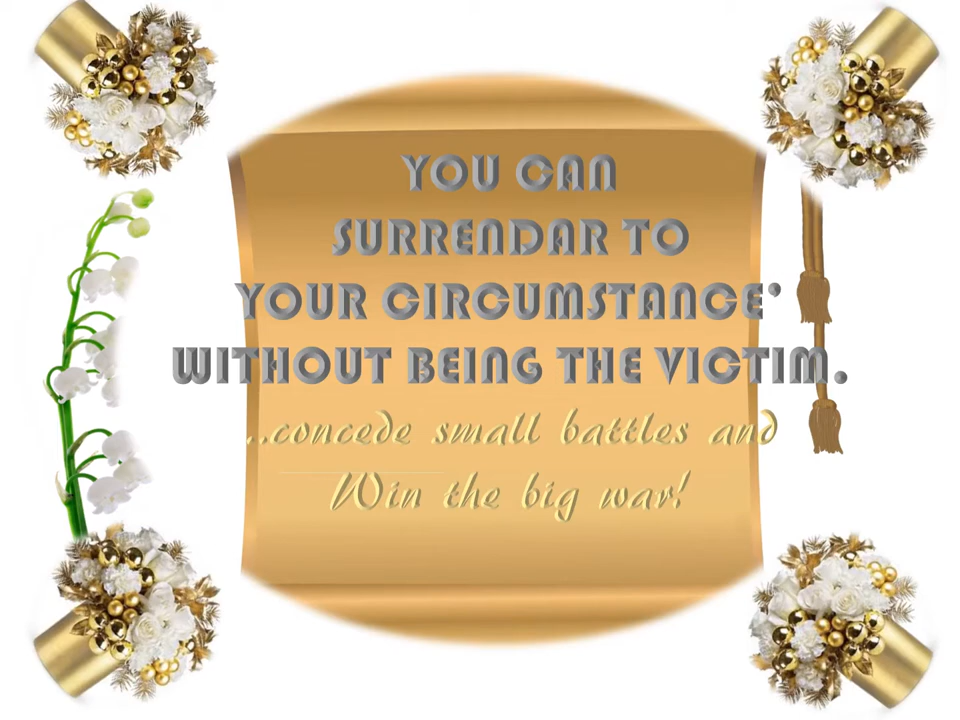 YOU CAN
SURRENDAR TO
YOUR CIRCUMSTANCE'
WITHOUT BEING THE VICTIM.
...concede small battles and
Win the big war!